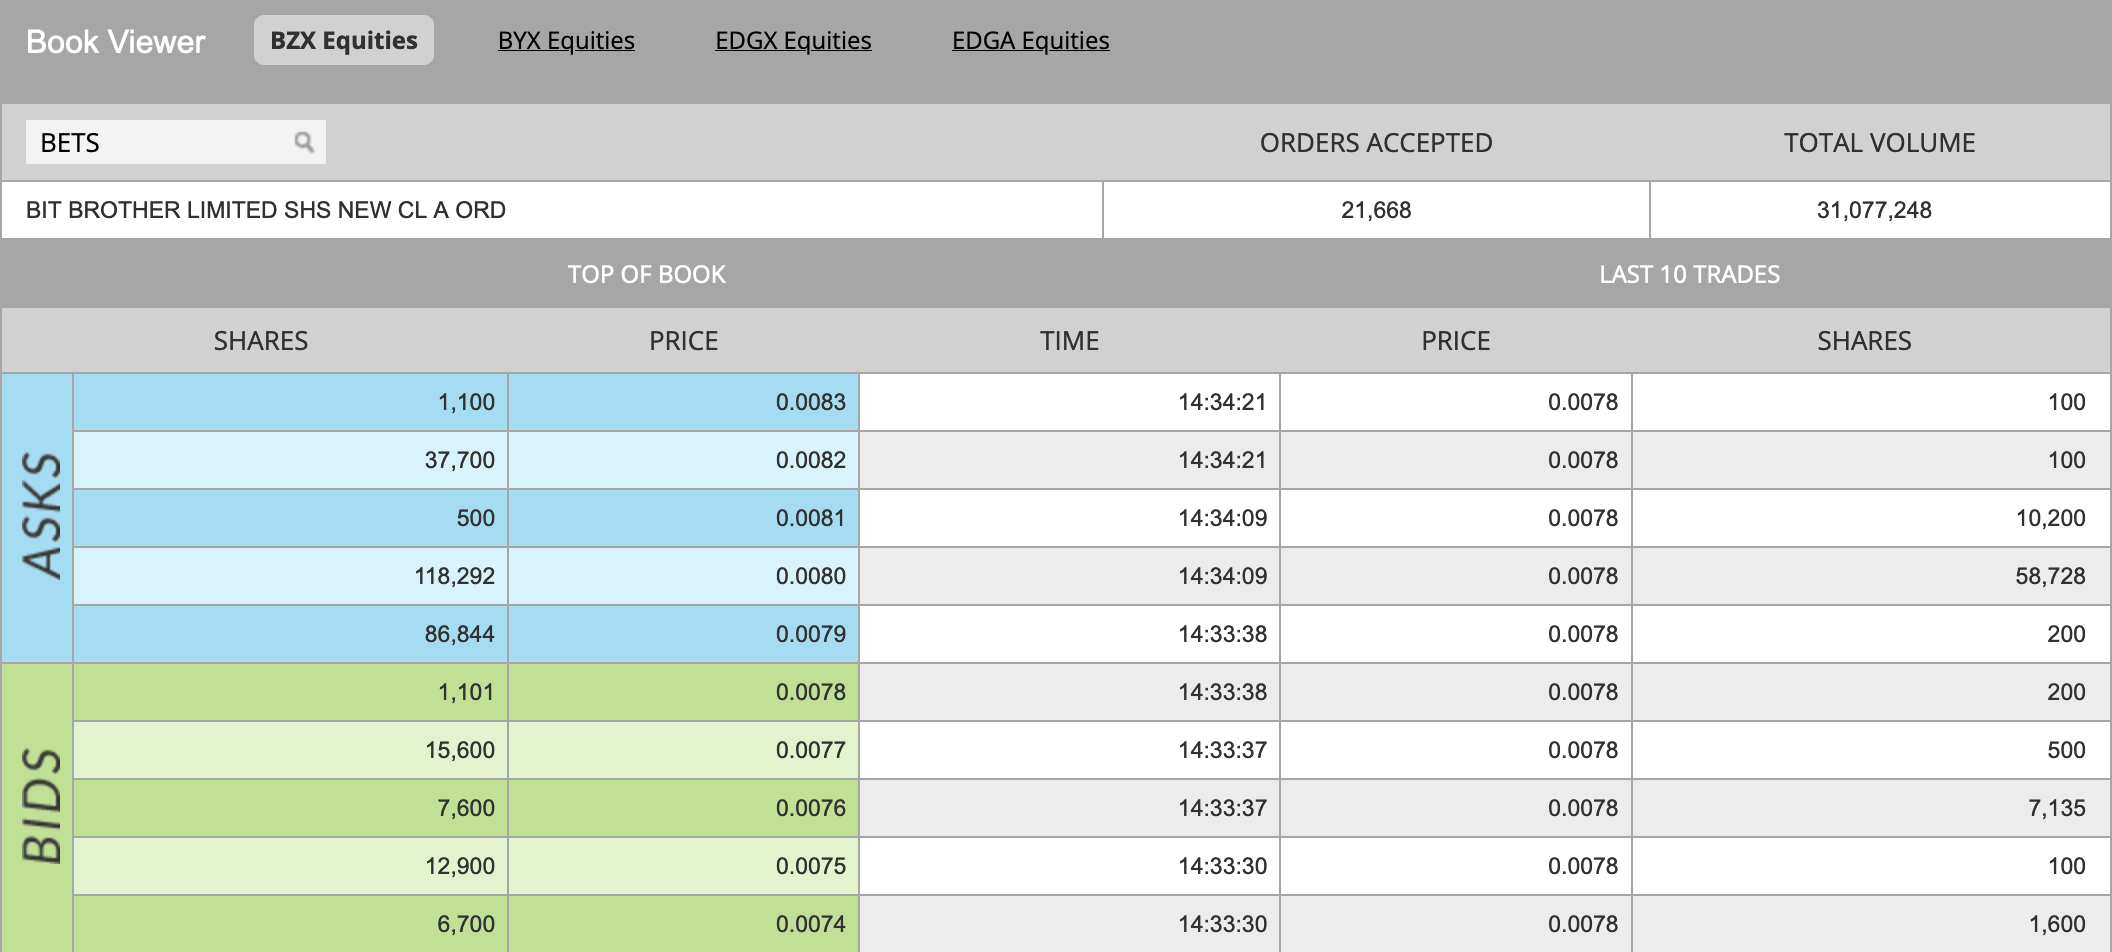 Book Viewer BZX Equities BYX Equities EDGX Equities EDGA Equities
BETS ORDERS ACCEPTED TOTAL VOLUME
BIT BROTHER LIMITED SHS NEW CL A ORD 21,668 31,077,248
TOP OF BOOK LAST 10 TRADES
SHARES PRICE TIME PRICE SHARES
ASKS
1,100 0.0083 14:34:21 0.0078 100
37,700 0.0082 14:34:21 0.0078 100
500 0.0081 14:34:09 0.0078 10,200
118,292 0.0080 14:34:09 0.0078 58,728
86,844 0.0079 14:33:38 0.0078 200
BIDS
1,101 0.0078 14:33:38 0.0078 200
15,600 0.0077 14:33:37 0.0078 500
7,600 0.0076 14:33:37 0.0078 7,135
12,900 0.0075 14:33:30 0.0078 100
6,700 0.0074 14:33:30 0.0078 1,600